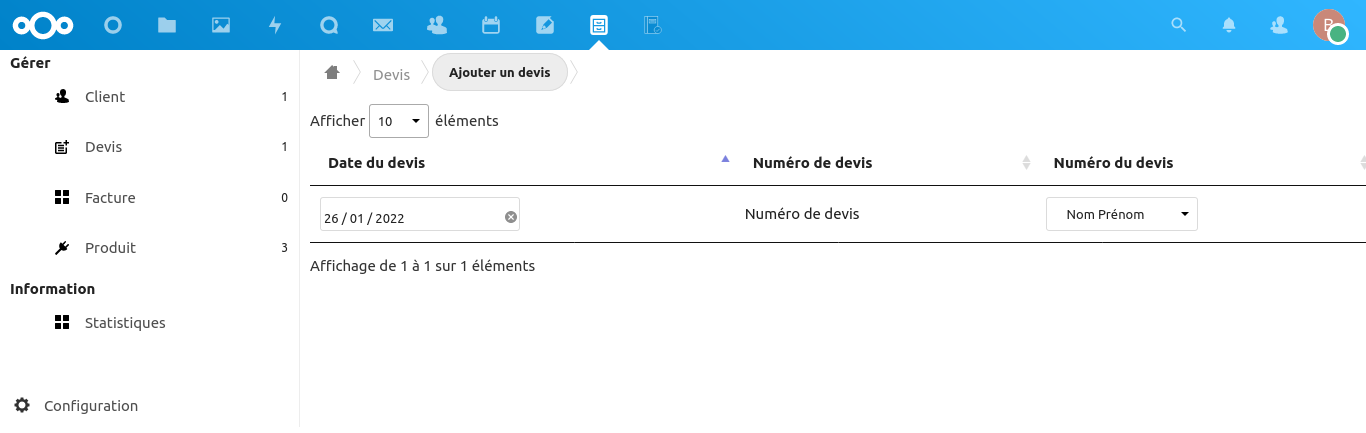 B
Gérer
Client 1
Devis 1
Facture 0
Produit 3
Information
Statistiques
Configuration
Devis Ajouter un devis
Afficher 10 éléments
Date du devis Numéro de devis Numéro du devis
26 / 01 / 2022 Numéro de devis Nom Prénom
Affichage de 1 à 1 sur 1 éléments